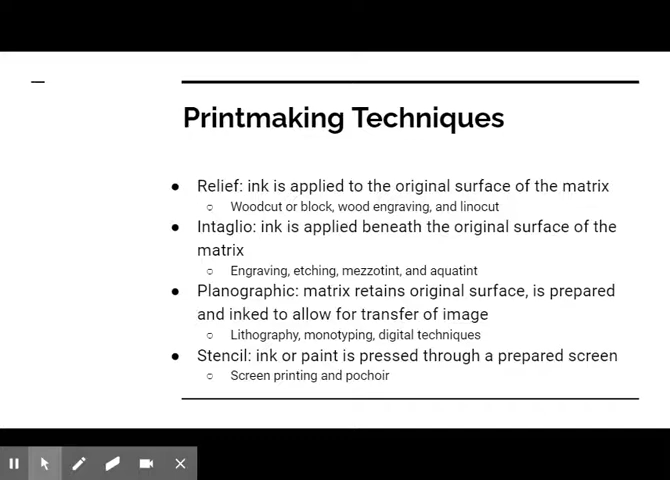 Printmaking Techniques
● Relief: ink is applied to the original surface of the matrix
○ Woodcut or block, wood engraving, and linocut
● Intaglio: ink is applied beneath the original surface of the
matrix
○ Engraving, etching, mezzotint, and aquatint
● Planographic: matrix retains original surface, is prepared
and inked to allow for transfer of image
○ Lithography, monotyping, digital techniques
● Stencil: ink or paint is pressed through a prepared screen
○ Screen printing and pochoir